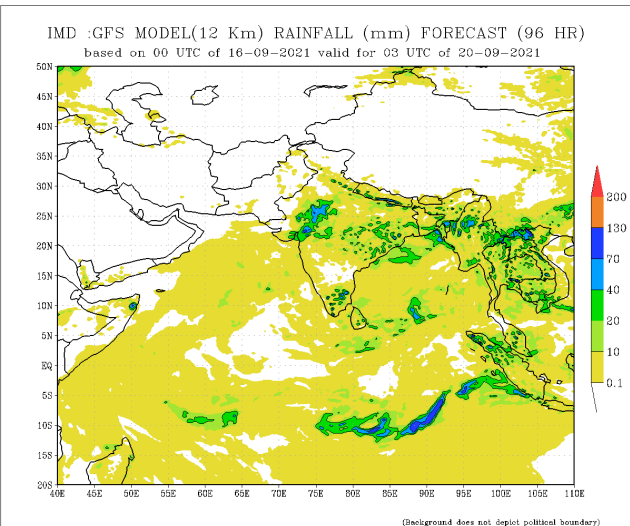 IMD :GFS MODEL(12 Km) RAINFALL (mm) FORECAST (96 HR)
based on 00 UTC of 16-09-2021 valid for 03 UTC of 20-09-2021
50N
45N
40N
35N
30N
25N
20N
15N
10N
5N
EQ
5S
10S
15S
20S
40E 45E 50E 55E 60E 65E 70E 75E 80E 85E 90E 95E 100E 105E 110E
200
130
70
40
20
10
0.1
(Background does not depict political boundary)